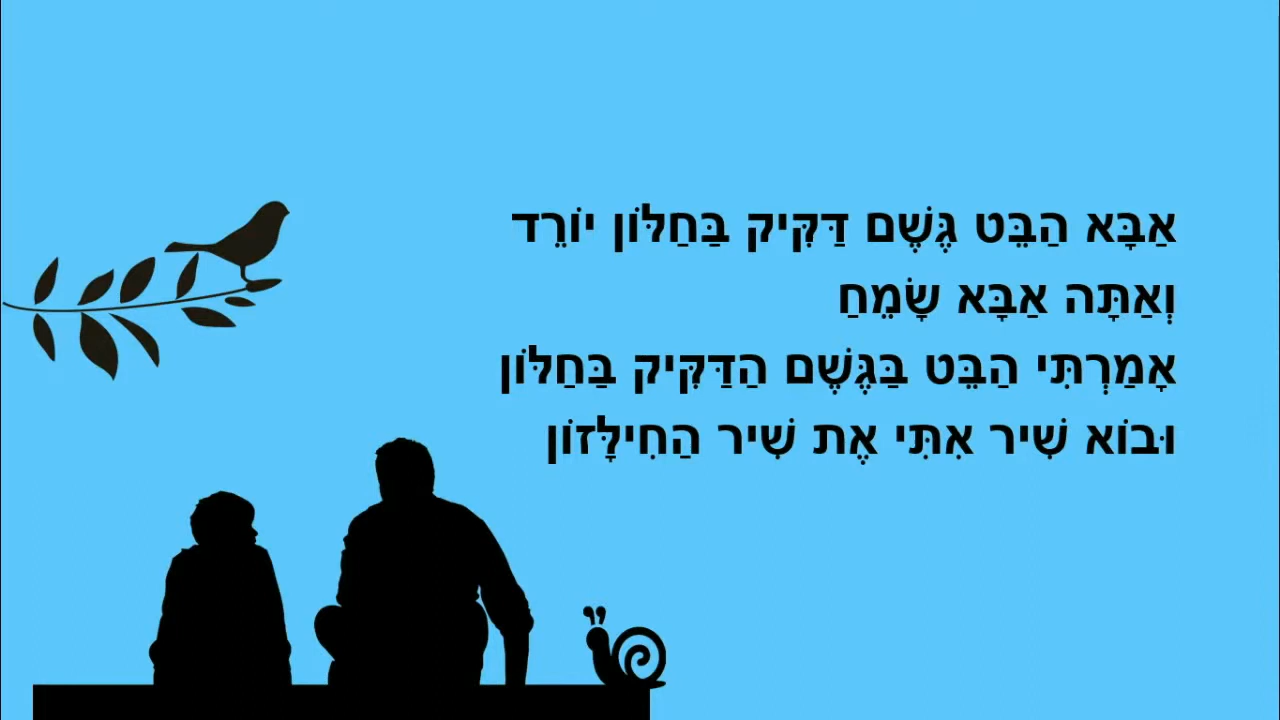 אַבָּא הַבֵּט גֶּשֶׁם דַּקִּיק בַּחַלּוֹן יוֹרֵד
וְאַתָּה אַבָּא שָׂמֵחַ
אָמַרְתִּי הַבֵּט בַּגֶּשֶׁם הַדַּקִּיק בַּחַלּוֹן
וּבוֹא שִׁיר אִתִּי אֶת שִׁיר הַחִילָּזוֹן